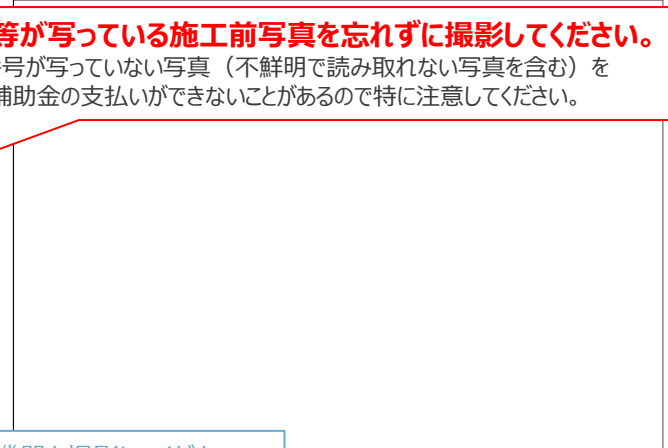 等が写っている施工前写真を忘れずに撮影してください。
号が写っていない写真（不鮮明で読み取れない写真を含む）を
補助金の支払いができないことがあるので特に注意してください。